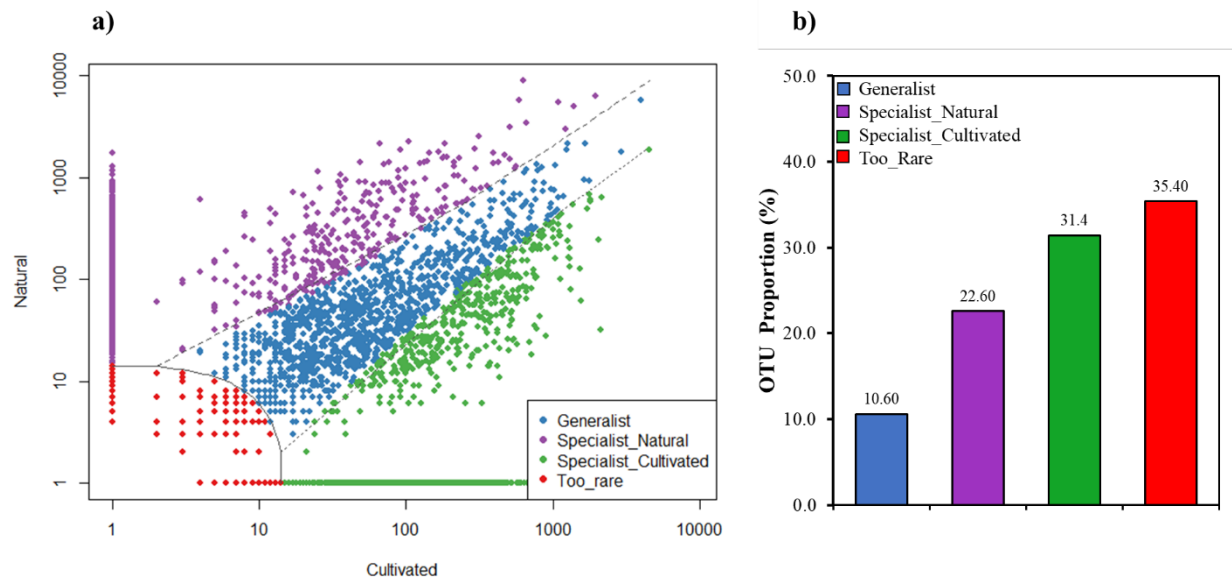 a)
10000
1000
100
10
1
Natural
1
10
100
1000
10000
Cultivated
Generalist
Specialist_Natural
Specialist_Cultivated
Too_rare
b)
50.0
40.0
30.0
20.0
10.0
0.0
OTU Proportion (%)
Generalist
Specialist_Natural
Specialist_Cultivated
Too_Rare
10.60
22.60
31.4
35.40